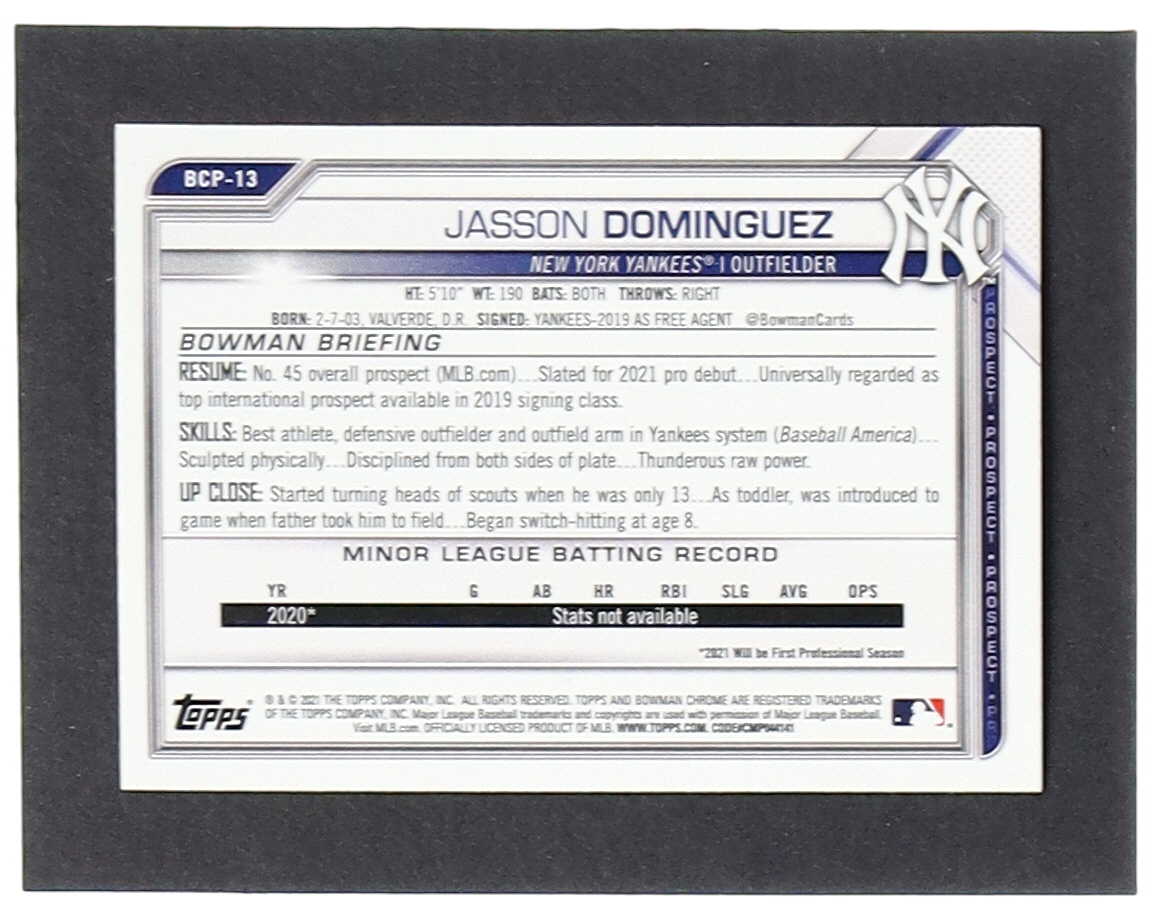 BCP-13
JASSON DOMINGUEZ
NEW YORK YANKEES® | OUTFIELDER
HT: 5'10" WT: 190 BATS: BOTH THROWS: RIGHT
BORN: 2-7-03, VALVERDE, D.R. SIGNED: YANKEES-2019 AS FREE AGENT @BowmanCards
BOWMAN BRIEFING
RESUME: No. 45 overall prospect (MLB.com)...Slated for 2021 pro debut...Universally regarded as
top international prospect available in 2019 signing class.
SKILLS: Best athlete, defensive outfielder and outfield arm in Yankees system (Baseball America)...
Sculpted physically...Disciplined from both sides of plate...Thunderous raw power.
UP CLOSE: Started turning heads of scouts when he was only 13...As toddler, was introduced to
game when father took him to field...Began switch-hitting at age 8.
MINOR LEAGUE BATTING RECORD
YR G AB HR RBI SLG AVG OPS
2020* Stats not available
*2021 Will be First Professional Season
Topps ® & © 2021 THE TOPPS COMPANY, INC. ALL RIGHTS RESERVED. TOPPS AND BOWMAN CHROME ARE REGISTERED TRADEMARKS
OF THE TOPPS COMPANY, INC. Major League Baseball trademarks and copyrights are used with permission of Major League Baseball.
Visit MLB.com. OFFICIALLY LICENSED PRODUCT OF MLB. WWW.TOPPS.COM. CODE#CMP044141
NY
PROSPECT • PROSPECT • PROSPECT • PR